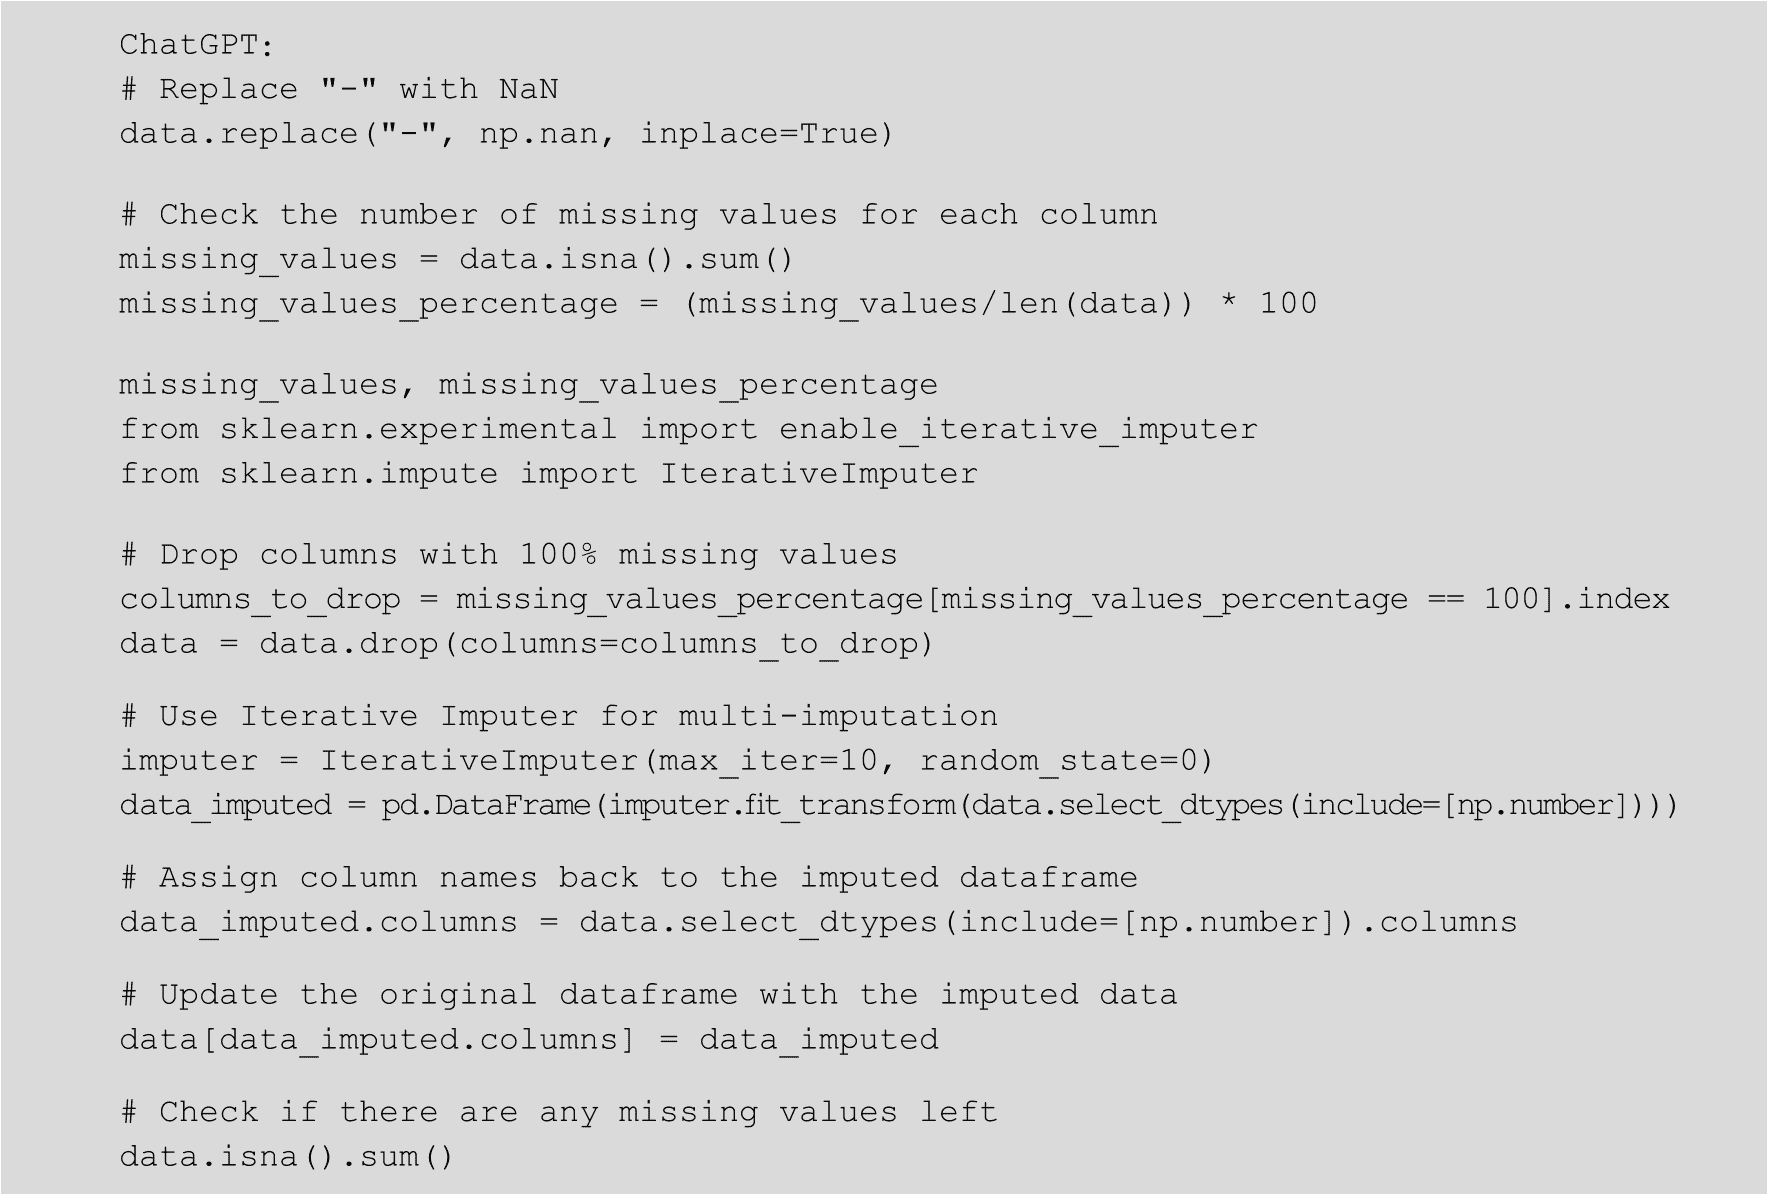 ChatGPT:
# Replace "-" with NaN
data.replace("-", np.nan, inplace=True)
# Check the number of missing values for each column
missing_values = data.isna().sum()
missing_values_percentage = (missing_values/len(data)) * 100
missing_values, missing_values_percentage
from sklearn.experimental import enable_iterative_imputer
from sklearn.impute import IterativeImputer
# Drop columns with 100% missing values
columns_to_drop = missing_values_percentage[missing_values_percentage == 100].index
data = data.drop(columns=columns_to_drop)
# Use Iterative Imputer for multi-imputation
imputer = IterativeImputer(max_iter=10, random_state=0)
data_imputed = pd.DataFrame(imputer.fit_transform(data.select_dtypes(include=[np.number])))
# Assign column names back to the imputed dataframe
data_imputed.columns = data.select_dtypes(include=[np.number]).columns
# Update the original dataframe with the imputed data
data[data_imputed.columns] = data_imputed
# Check if there are any missing values left
data.isna().sum()